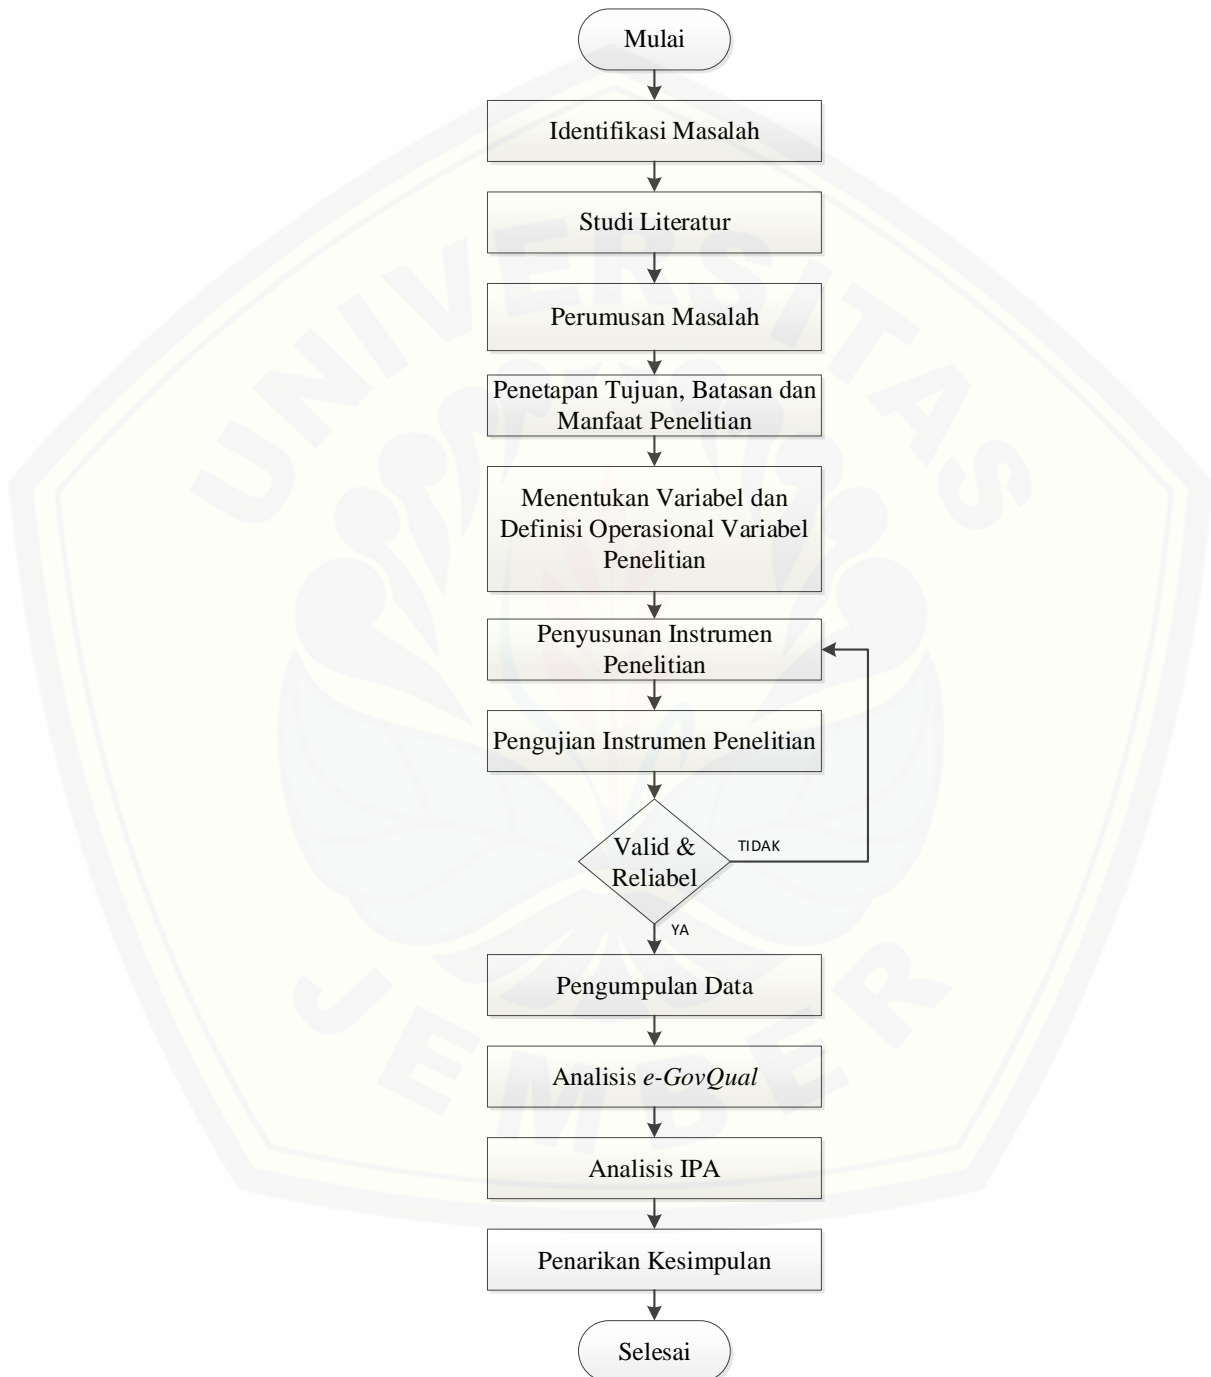 Mulai
Identifikasi Masalah
Studi Literatur
Perumusan Masalah
Penetapan Tujuan, Batasan dan
Manfaat Penelitian
Menentukan Variabel dan
Definisi Operasional Variabel
Penelitian
Penyusunan Instrumen
Penelitian
Pengujian Instrumen Penelitian
Valid &
Reliabel
TIDAK
YA
Pengumpulan Data
Analisis e-GovQual
Analisis IPA
Penarikan Kesimpulan
Selesai
UNIVERSITAS
JEMBER